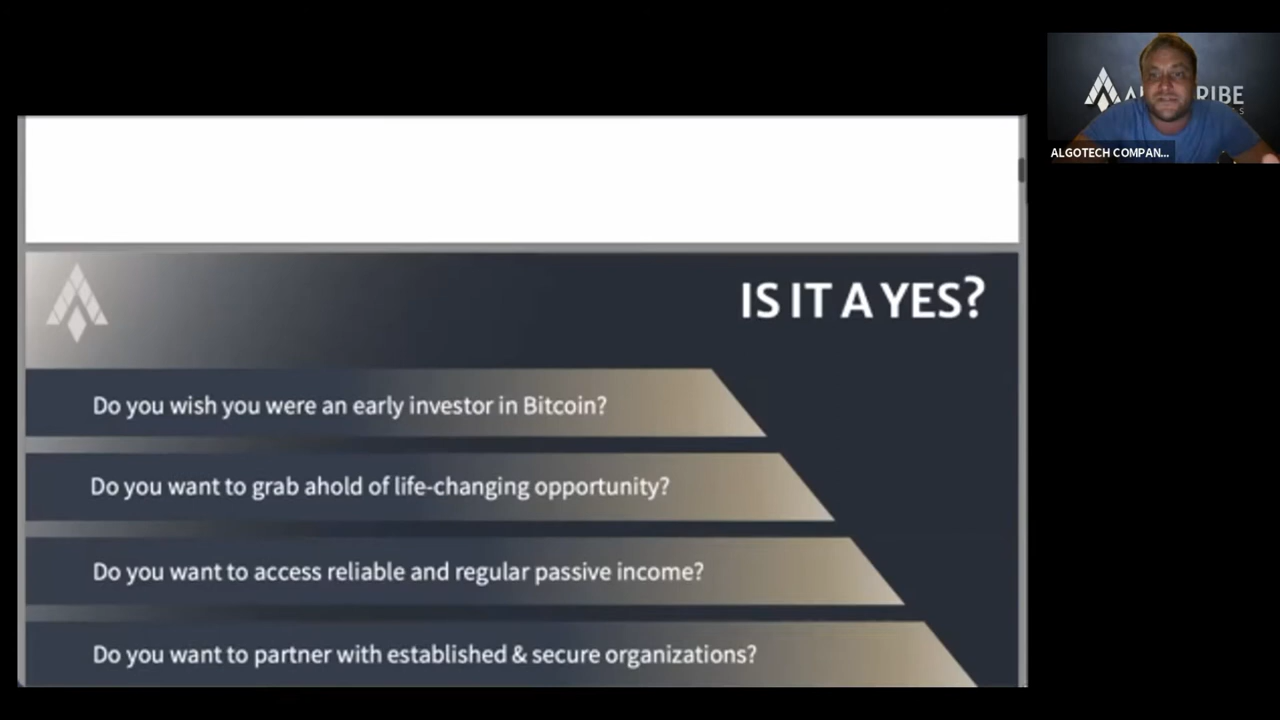 RIBE
ALGOTECH COMPAN...
IS IT A YES?
Do you wish you were an early investor in Bitcoin?
Do you want to grab ahold of life-changing opportunity?
Do you want to access reliable and regular passive income?
Do you want to partner with established & secure organizations?